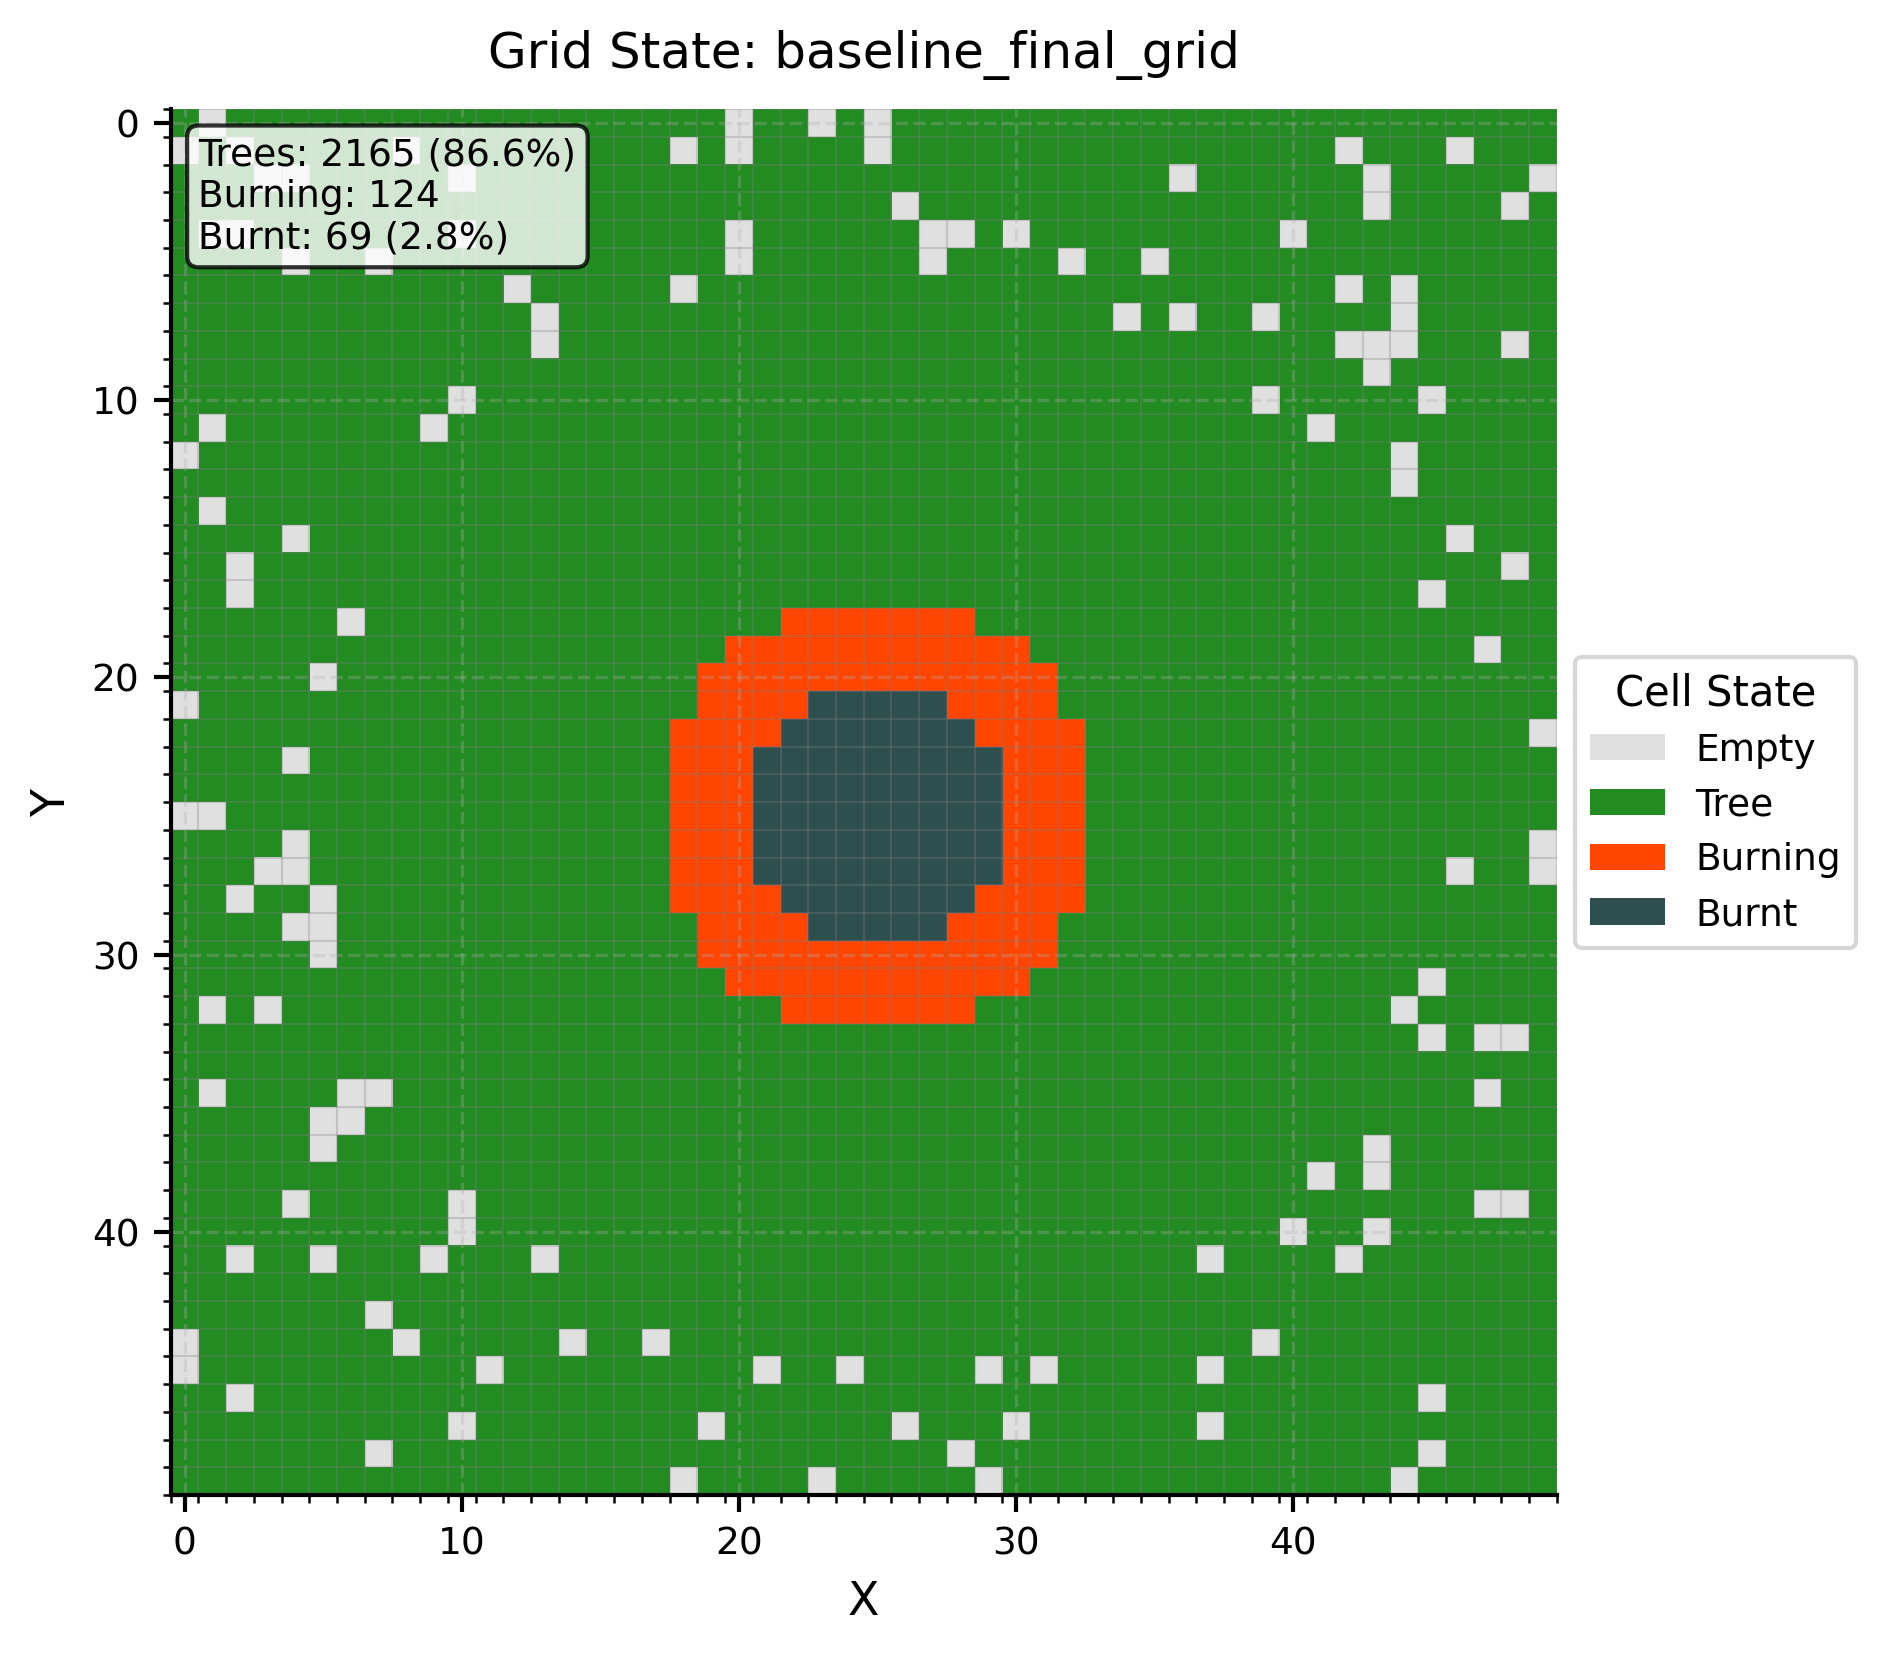 Grid State: baseline_final_grid
Trees: 2165 (86.6%)
Burning: 124
Burnt: 69 (2.8%)
0
10
20
30
40
Y
0
10
20
30
40
X
Cell State
Empty
Tree
Burning
Burnt